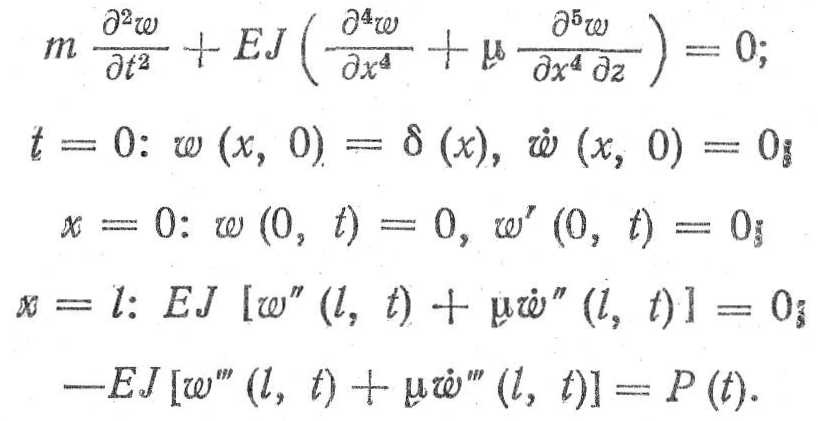 m ∂²w/∂t² + EJ ( ∂⁴w/∂x⁴ + μ ∂⁵w/∂x⁴ ∂z ) = 0;
t = 0: w (x, 0) = δ (x), ẇ (x, 0) = 0;
x = 0: w (0, t) = 0, w′ (0, t) = 0;
x = l: EJ [w″ (l, t) + μẇ″ (l, t)] = 0;
—EJ [w‴ (l, t) + μẇ‴ (l, t)] = P (t).